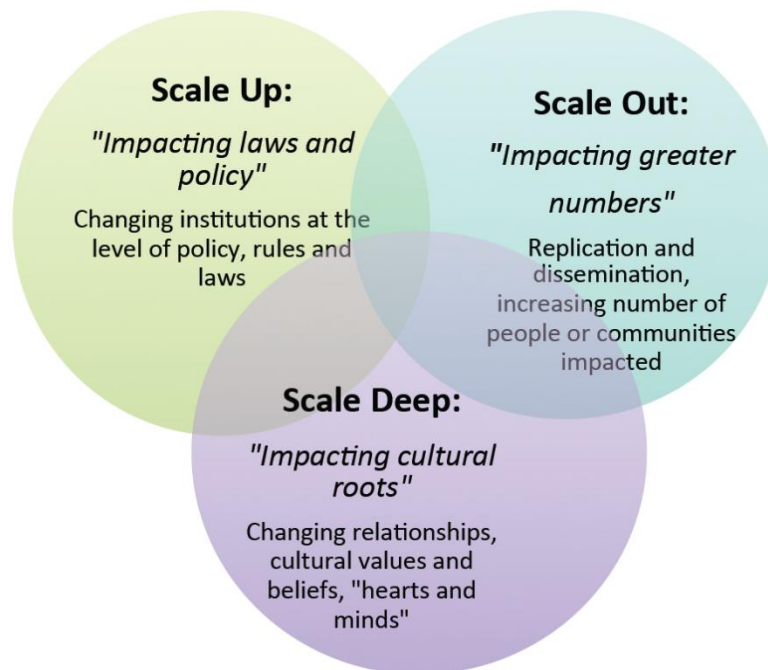 Scale Up:
"Impacting laws and
policy"
Changing institutions at the
level of policy, rules and
laws
Scale Out:
"Impacting greater
numbers"
Replication and
dissemination,
increasing number of
people or communities
impacted
Scale Deep:
"Impacting cultural
roots"
Changing relationships,
cultural values and
beliefs, "hearts and
minds"